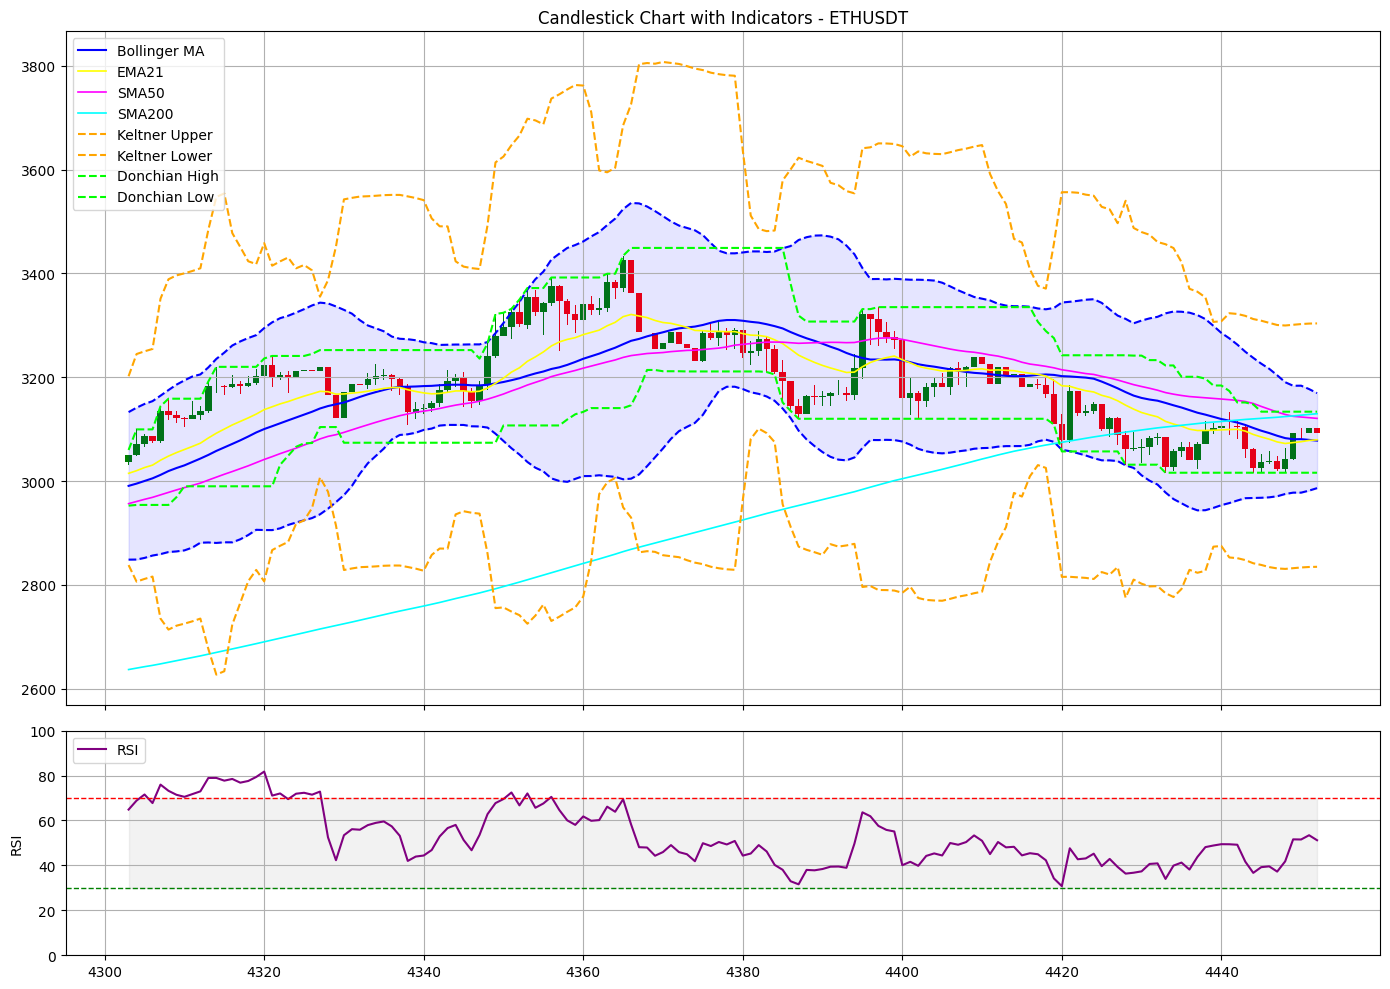 Candlestick Chart with Indicators - ETHUSDT
Bollinger MA
EMA21
SMA50
SMA200
Keltner Upper
Keltner Lower
Donchian High
Donchian Low
3800
3600
3400
3200
3000
2800
2600
RSI
100
80
60
40
20
0
RSI
4300
4320
4340
4360
4380
4400
4420
4440